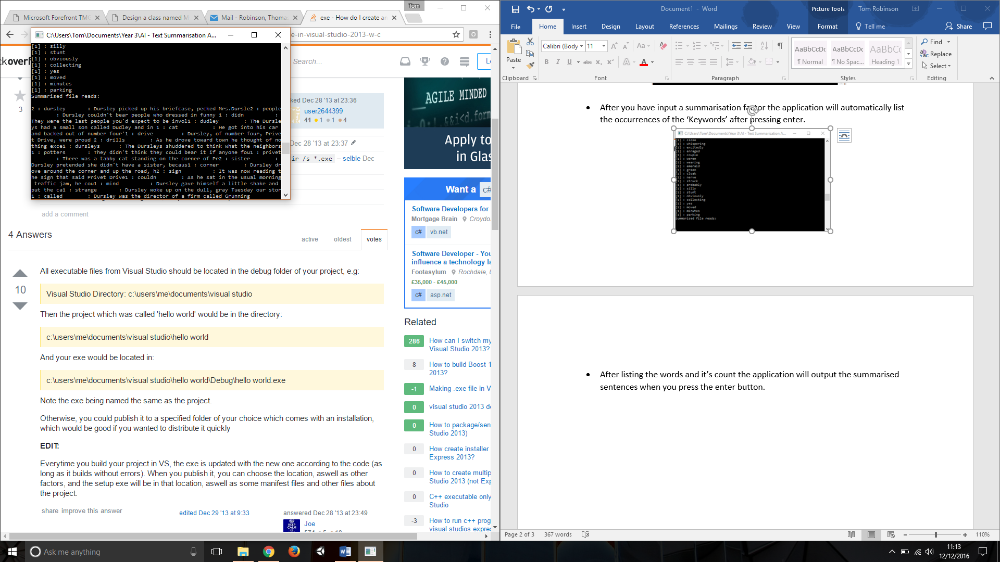 Tom
Microsoft Forefront TMG
Design a class named M
Mail - Robinson, Thoma
exe - How do I create an
e-in-visual-studio-2013-w-c
C:\Users\Tom\Documents\Year 3\AI - Text Summarisation A...
[1] : silly
[1] : stunt
[1] : obviously
[1] : collecting
[1] : yes
[1] : moved
[1] : minutes
[1] : parking
Summarised file reads:
2 : dursley : Dursley picked up his briefcase, pecked Mrs.Dursle2 : people
: Dursley couldn't bear people who dressed in funny 1 : didn :
They were the last people you'd expect to be invol1 : dudley : The Dursle
ys had a small son called Dudley and in 1 : cat : He got into his car
and backed out of number four'1 : drive : Dursley, of number four, Prive
t Drive, were proud 2 : drills : As he drove toward town he thought of no
thing exce1 : dursleys : The Dursleys shuddered to think what the neighbors
1 : potters : They didn't think they could bear it if anyone fou1 : privet
: There was a tabby cat standing on the corner of Pr2 : sister :
Dursley pretended she didn't have a sister, becaus1 : corner : Dursley dr
ove around the corner and up the road, h2 : sign : It was now reading t
he sign that said Privet Drive1 : couldn : As he sat in the usual morning
traffic jam, he cou1 : mind : Dursley gave himself a little shake and
put the ca1 : strange : Dursley woke up on the dull, gray Tuesday our stor
1 : called : Dursley was the director of a firm called Grunning
Search...
3
ked Dec 28 '13 at 23:36
user2644399
41 1 1 4
Dec 28 '13 at 23:37
ir /s *.exe – selbie Dec
add a comment
4 Answers
active oldest votes
10
All executable files from Visual Studio should be located in the debug folder of your project, e.g:
Visual Studio Directory: c:\users\me\documents\visual studio
Then the project which was called 'hello world' would be in the directory:
c:\users\me\documents\visual studio\hello world
And your exe would be located in:
c:\users\me\documents\visual studio\hello world\Debug\hello world.exe
Note the exe being named the same as the project.
Otherwise, you could publish it to a specified folder of your choice which comes with an installation,
which would be good if you wanted to distribute it quickly
EDIT:
Everytime you build your project in VS, the exe is updated with the new one according to the code (as
long as it builds without errors). When you publish it, you can choose the location, aswell as other
factors, and the setup exe will be in that location, aswell as some manifest files and other files about
the project.
share improve this answer
edited Dec 29 '13 at 9:33
answered Dec 28 '13 at 23:49
KEEP CALM
Joe
AGILE MINDED
Apply to
in Glas
Want a c#
Software Developers for
Mortgage Brain Croydo
c# vb.net
Software Developer - You
influence a technology la
Footasylum Rochdale,
£35,000 - £45,000
c# asp.net
Related
286 How can I switch my
Visual Studio 2013?
8 How to build Boost 1
2013?
-1 Making .exe file in V
0 visual studio 2013 de
0 How to package/sen
Studio 2013)
0 How create installer
Express 2013?
0 How to create multip
Studio 2013 (not Exp
0 C++ executable only
Studio
-3 How to run c++ prog
visual studios expre
Document1 - Word
Picture Tools
Tom Robinson
File Home Insert Design Layout References Mailings Review View Format Tell me Share
Paste
Clipboard
Calibri (Body 11
Font
Paragraph
AaBbCcDc AaBbCcDc AaBbCc
¶ Normal ¶ No Spac... Heading 1
Styles
Find
Replace
Select
Editing
• After you have input a summarisation factor the application will automatically list
the occurrences of the ‘Keywords’ after pressing enter.
C:\Users\Tom\Documents\Year 3\AI - Text Summarisation A...
[1] : close
[1] : whispering
[1] : excitedly
[1] : enraged
[1] : couple
[1] : weren
[1] : wearing
[1] : emerald
[1] : green
[1] : cloak
[1] : nerve
[1] : struck
[1] : probably
[1] : silly
[1] : stunt
[1] : obviously
[1] : collecting
[1] : yes
[1] : moved
[1] : minutes
[1] : parking
Summarised file reads:
• After listing the words and it’s count the application will output the summarised
sentences when you press the enter button.
Page 2 of 3 367 words
110%
Ask me anything
11:13
12/12/2016